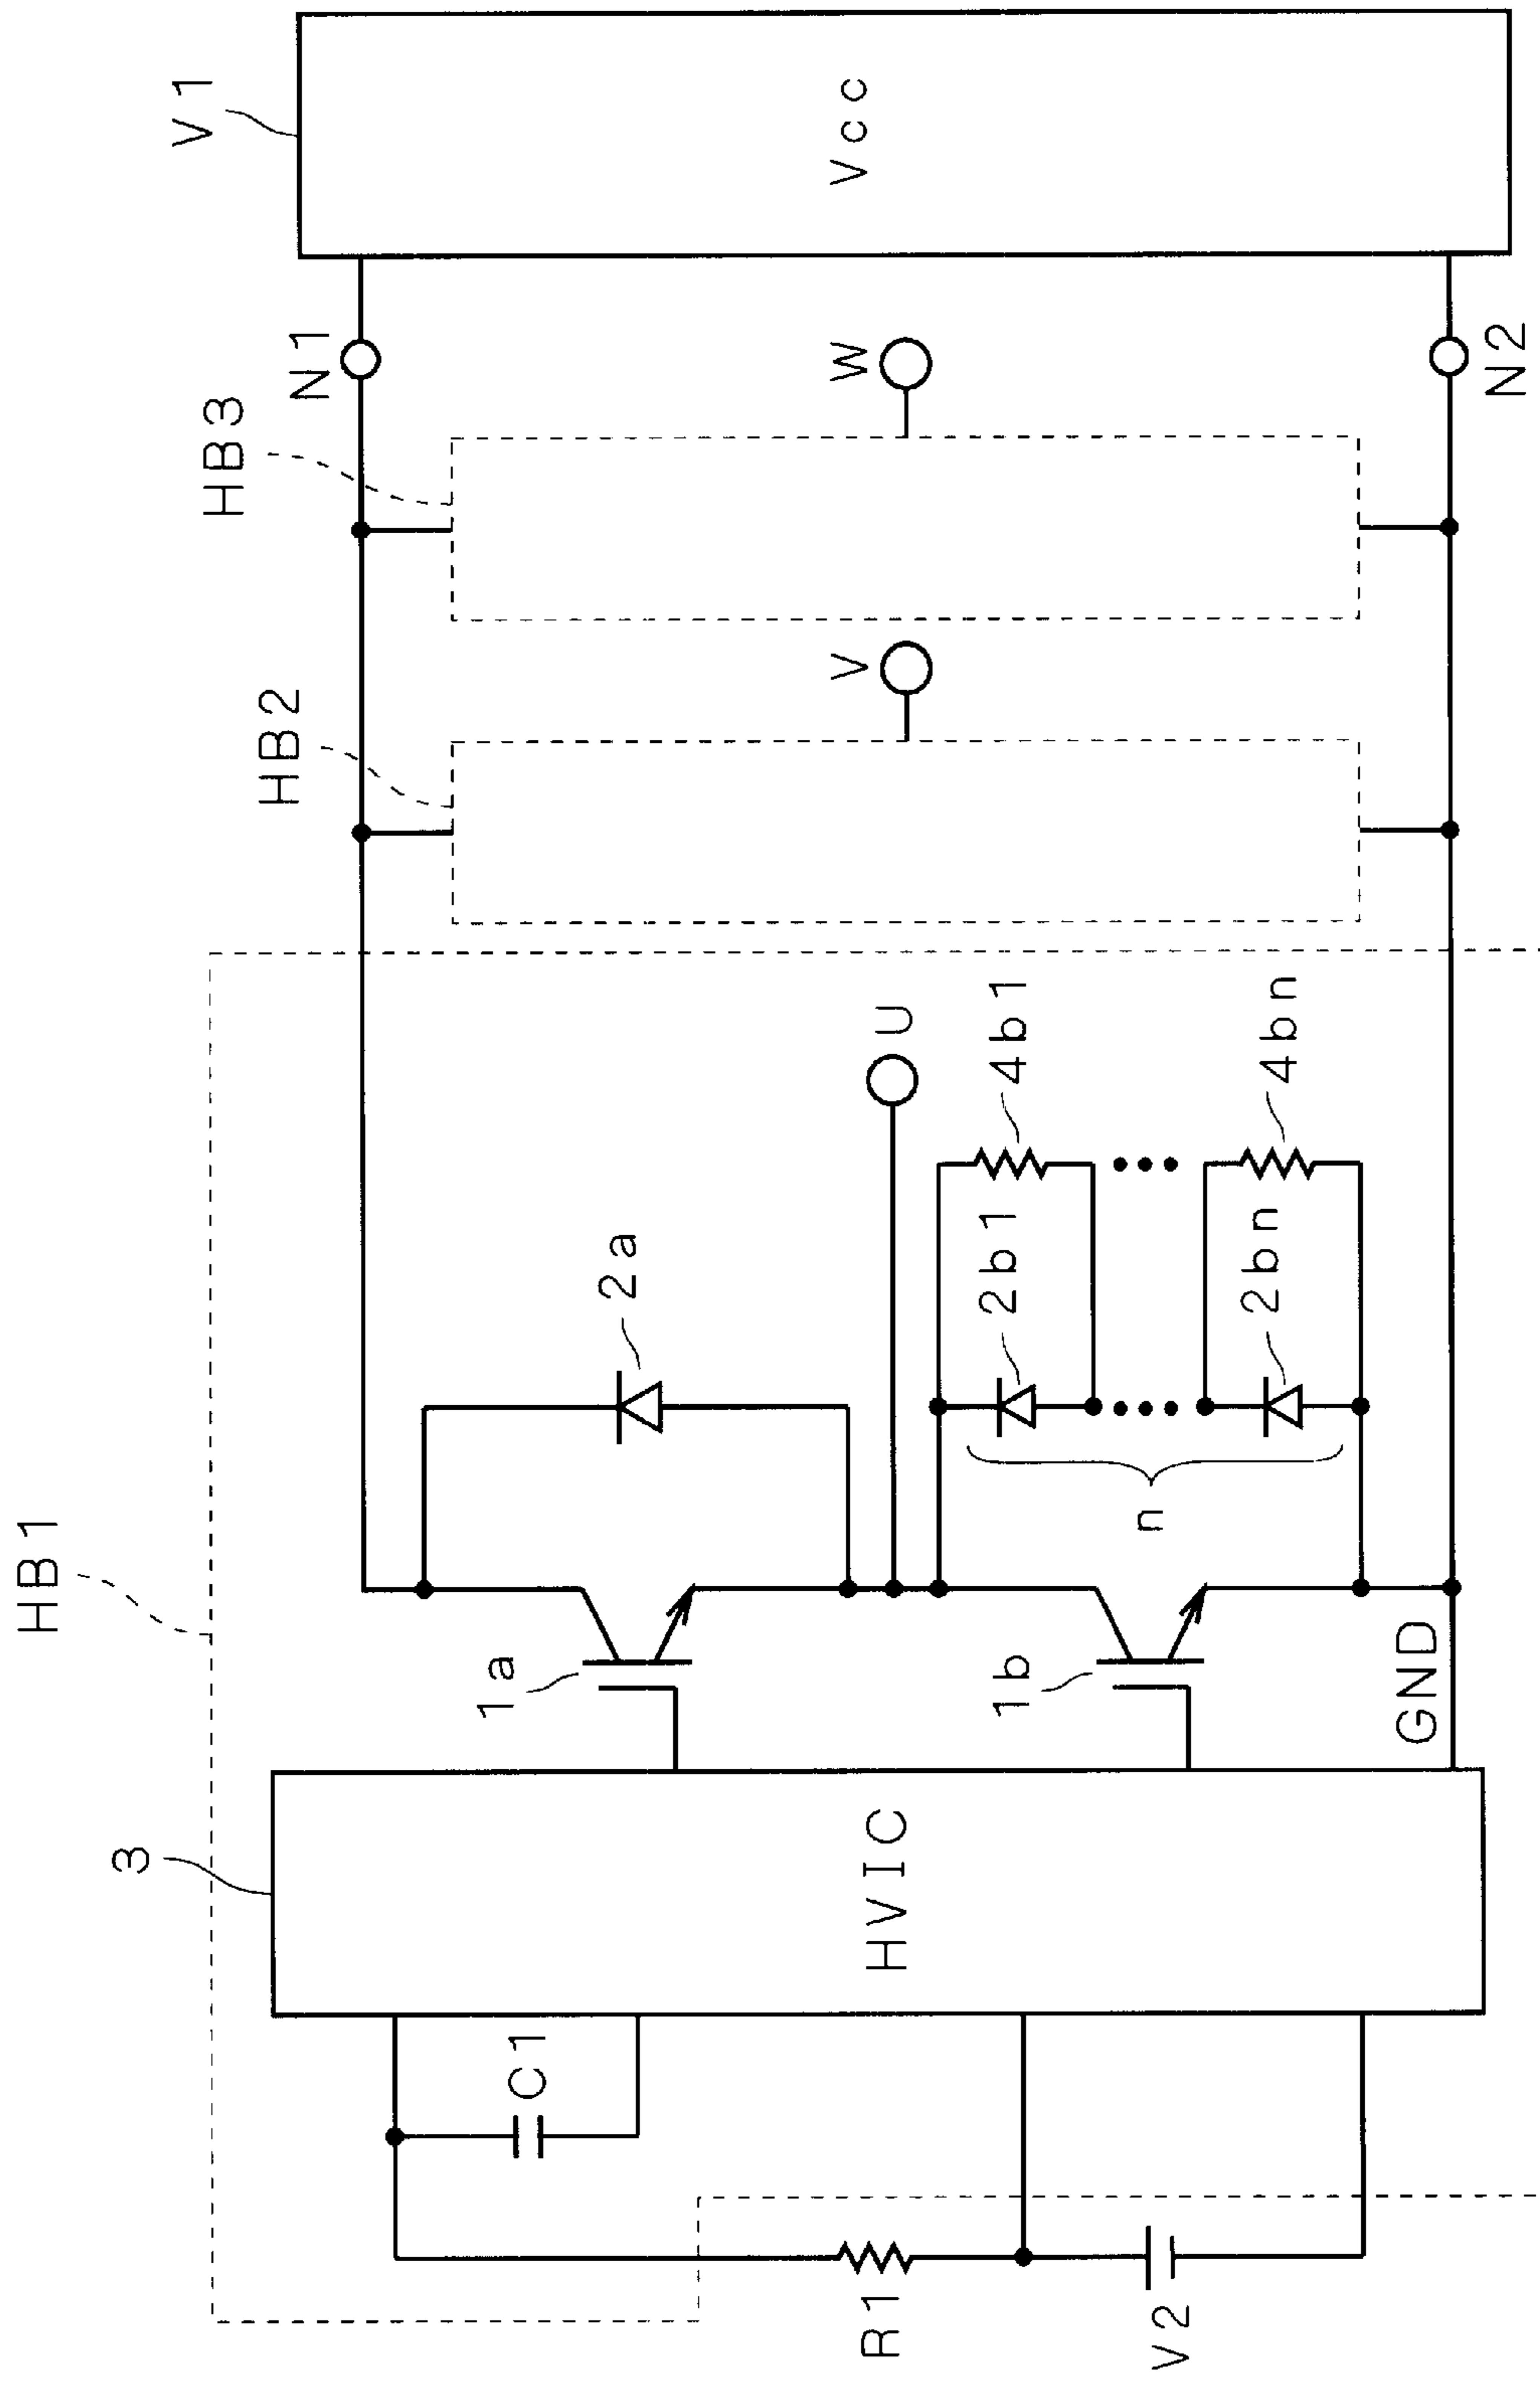 HB1
3
HVIC
C1
R1
V2
1a
1b
GND
2a
U
2b1
4b1
2bn
4bn
n
HB2
V
HB3
W
N1
N2
V1
Vcc